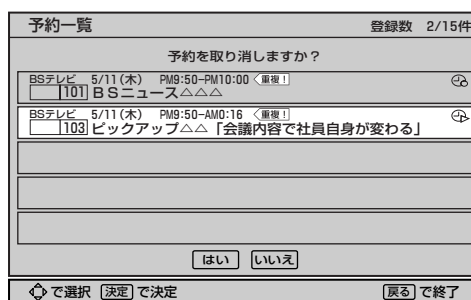 予約一覧 登録数 2/15件
予約を取り消しますか？
BSテレビ 5/11(木) PM9:50-PM10:00 重複!
101 BSニュース△△△
BSテレビ 5/11(木) PM9:50-AM0:16 重複!
103 ピックアップ△△「会議内容で社員自身が変わる」
はい いいえ
で選択 決定 で決定 戻る で終了